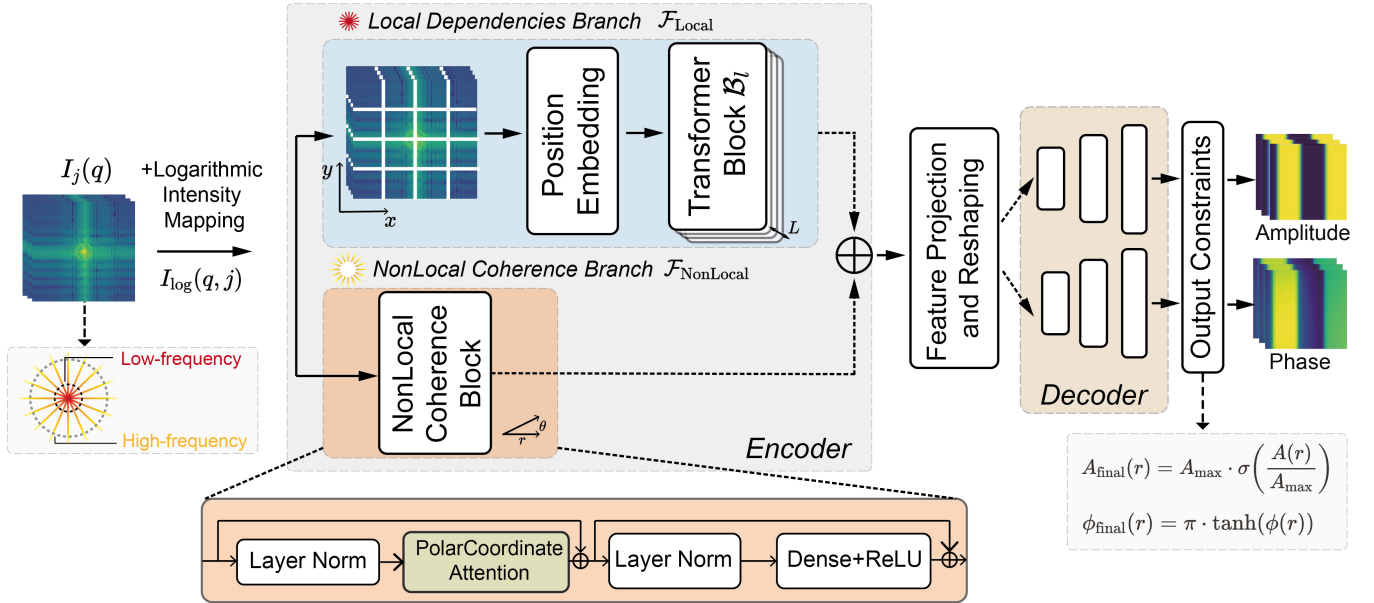 Local Dependencies Branch 𝓕Local
I_j(q)
+Logarithmic
Intensity
Mapping
I_log(q, j)
Low-frequency
High-frequency
y
x
Position
Embedding
Transformer
Block 𝓑_l
L
NonLocal Coherence Branch 𝓕NonLocal
NonLocal
Coherence
Block
θ
r
Encoder
Feature Projection
and Reshaping
Decoder
Output Constraints
Amplitude
Phase
A_final(r) = A_max · σ(A(r)/A_max)
ϕ_final(r) = π · tanh(ϕ(r))
Layer Norm
PolarCoordinate
Attention
Layer Norm
Dense+ReLU